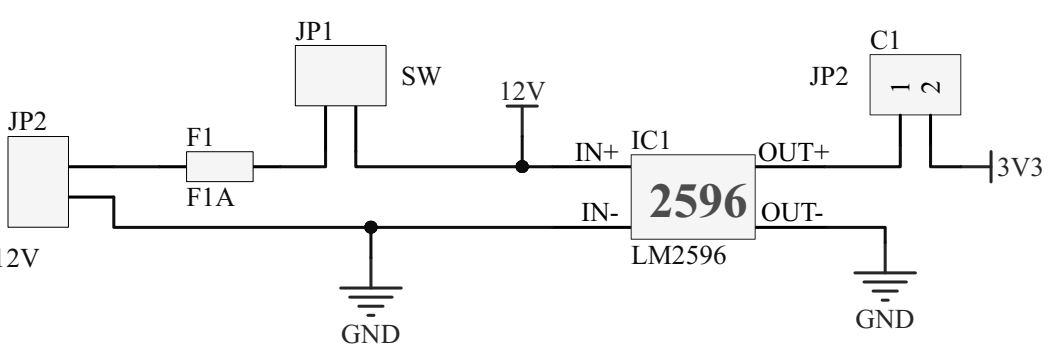 JP1
SW
C1
JP2
1
2
12V
JP2
F1
F1A
IN+
IC1
OUT+
3V3
2596
IN-
OUT-
LM2596
12V
GND
GND